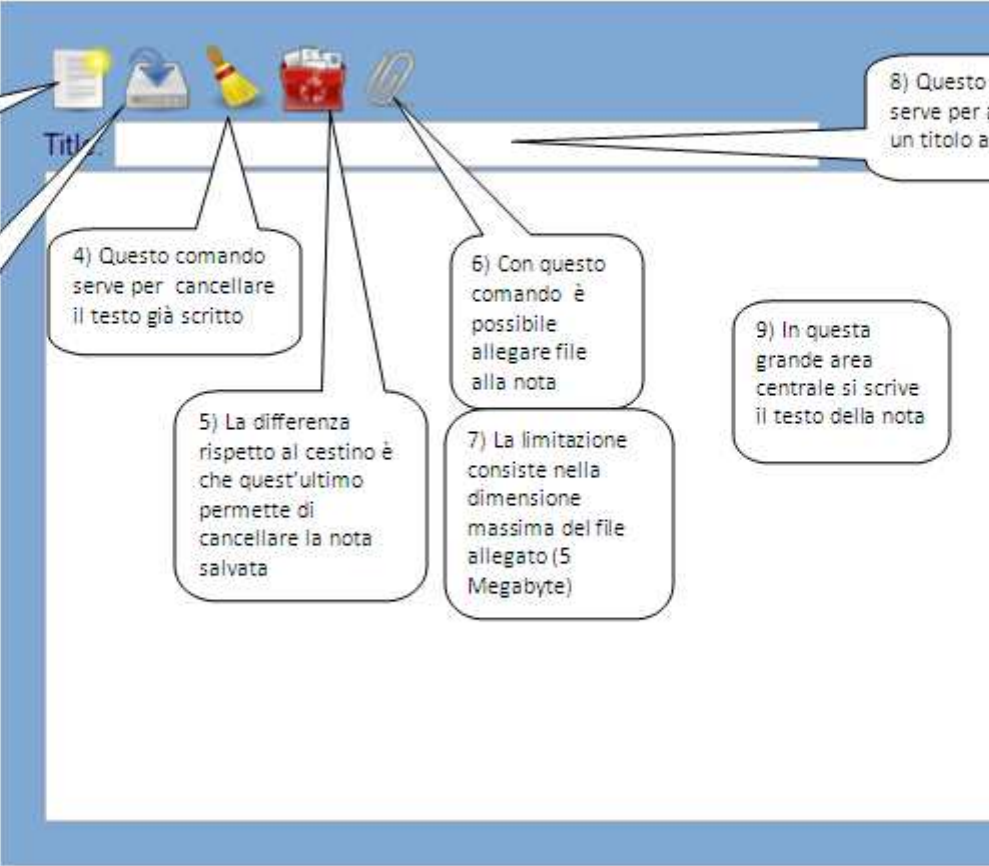 Title:
4) Questo comando
serve per cancellare
il testo già scritto
5) La differenza
rispetto al cestino è
che quest'ultimo
permette di
cancellare la nota
salvata
6) Con questo
comando è
possibile
allegare file
alla nota
7) La limitazione
consiste nella
dimensione
massima del file
allegato (5
Megabyte)
8) Questo
serve per
un titolo
9) In questa
grande area
centrale si scrive
il testo della nota